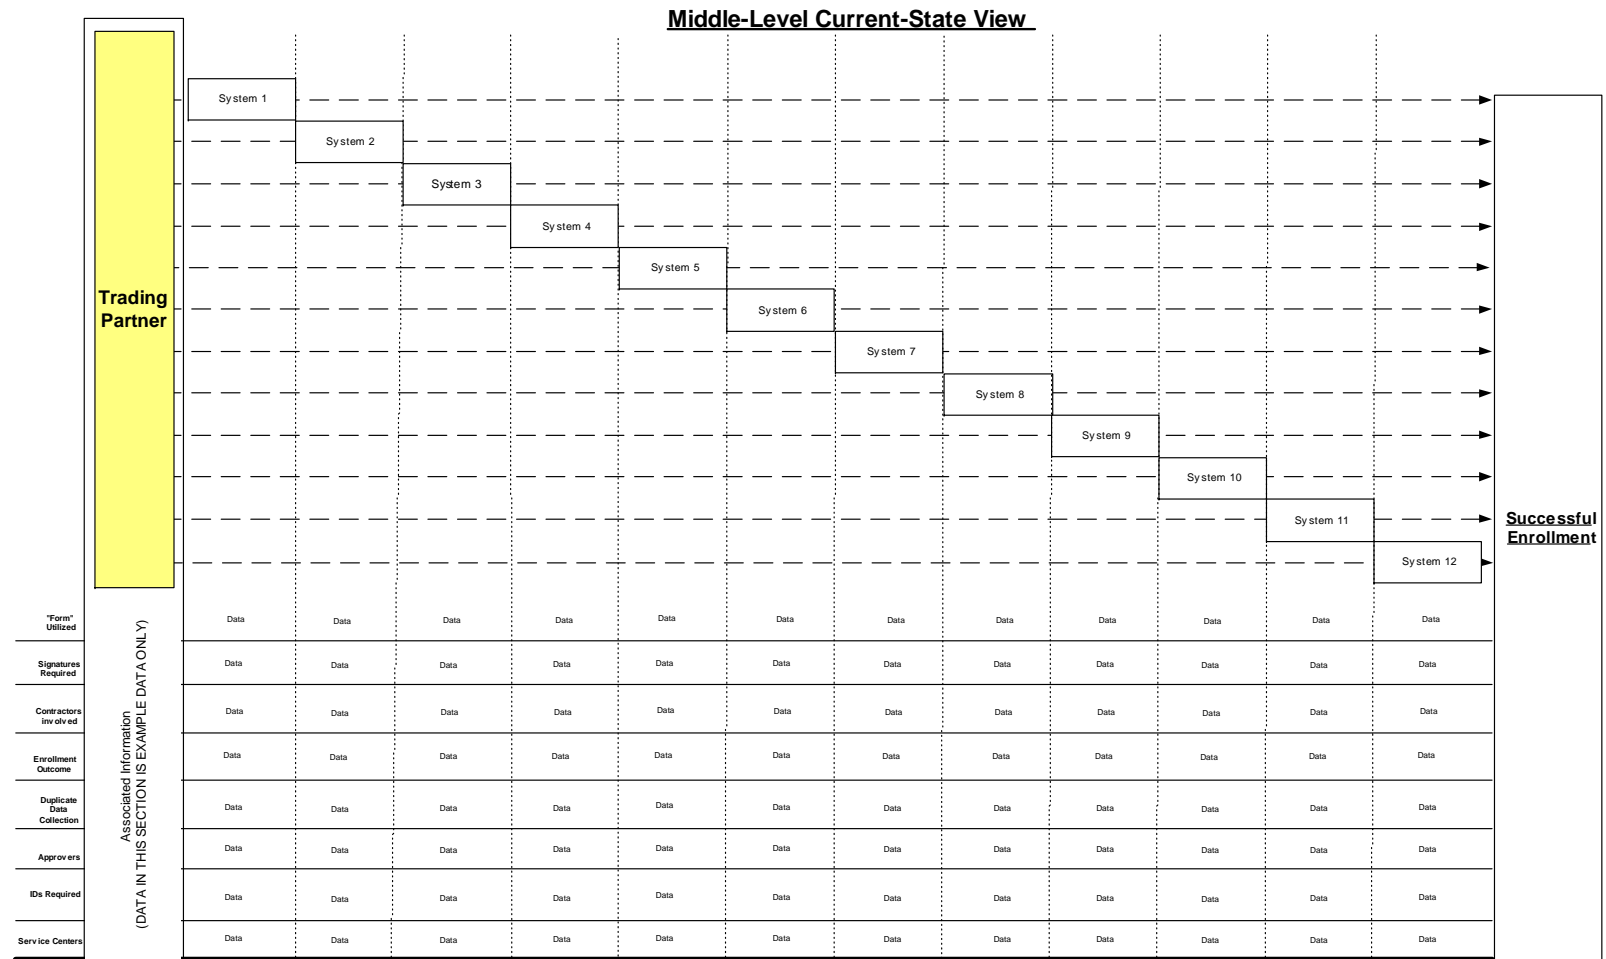 Middle-Level Current-State View
System 1
System 2
System 3
System 4
System 5
System 6
System 7
System 8
System 9
System 10
System 11
System 12
Trading
Partner
Successful
Enrollment
Associated Information
(DATA IN THIS SECTION IS EXAMPLE DATA ONLY)
"Form"
Utilized
Data Data Data Data Data Data Data Data Data Data Data Data
Signatures
Required
Data Data Data Data Data Data Data Data Data Data Data Data
Contractors
involved
Data Data Data Data Data Data Data Data Data Data Data Data
Enrollment
Outcome
Data Data Data Data Data Data Data Data Data Data Data Data
Duplicate
Data
Collection
Data Data Data Data Data Data Data Data Data Data Data Data
Approvers
Data Data Data Data Data Data Data Data Data Data Data Data
IDs Required
Data Data Data Data Data Data Data Data Data Data Data Data
Service Centers
Data Data Data Data Data Data Data Data Data Data Data Data